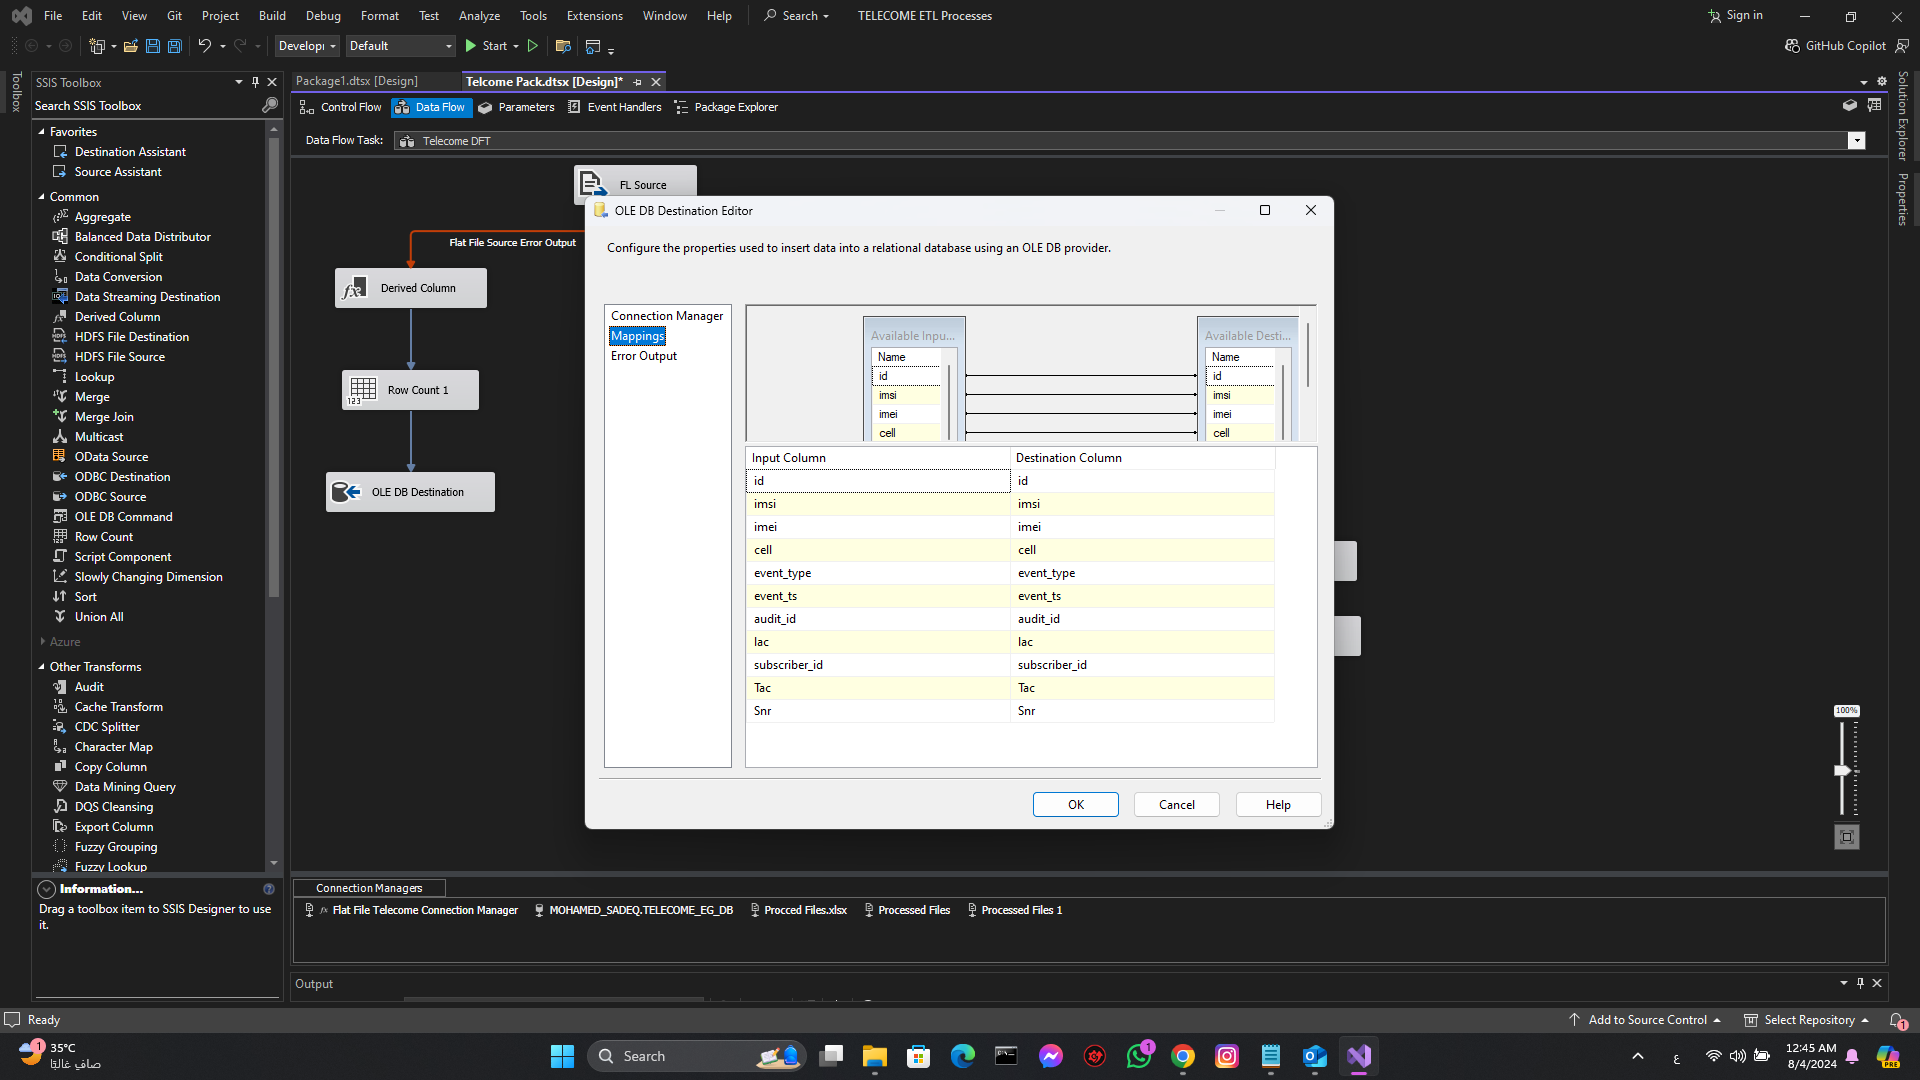 File Edit View Git Project Build Debug Format Test Analyze Tools Extensions Window Help Search TELECOME ETL Processes Sign in
Develop Default Start GitHub Copilot
Toolbox
SSIS Toolbox
Search SSIS Toolbox
Favorites
Destination Assistant
Source Assistant
Common
Aggregate
Balanced Data Distributor
Conditional Split
Data Conversion
Data Streaming Destination
Derived Column
HDFS File Destination
HDFS File Source
Lookup
Merge
Merge Join
Multicast
OData Source
ODBC Destination
ODBC Source
OLE DB Command
Row Count
Script Component
Slowly Changing Dimension
Sort
Union All
Azure
Other Transforms
Audit
Cache Transform
CDC Splitter
Character Map
Copy Column
Data Mining Query
DQS Cleansing
Export Column
Fuzzy Grouping
Fuzzy Lookup
Information...
Drag a toolbox item to SSIS Designer to use
it.
Package1.dtsx [Design] Telcome Pack.dtsx [Design]*
Control Flow Data Flow Parameters Event Handlers Package Explorer
Data Flow Task: Telecome DFT
FL Source
Flat File Source Error Output
Derived Column
Row Count 1
123
OLE DB Destination
OLE DB Destination Editor
Configure the properties used to insert data into a relational database using an OLE DB provider.
Connection Manager
Mappings
Error Output
Available Inpu... Available Desti...
Name Name
id id
imsi imsi
imei imei
cell cell
Input Column Destination Column
id id
imsi imsi
imei imei
cell cell
event_type event_type
event_ts event_ts
audit_id audit_id
lac lac
subscriber_id subscriber_id
Tac Tac
Snr Snr
OK Cancel Help
100%
Solution Explorer
Properties
Connection Managers
Flat File Telecome Connection Manager MOHAMED_SADEQ.TELECOME_EG_DB Procced Files.xlsx Processed Files Processed Files 1
Output
Ready Add to Source Control Select Repository 1
1 35°C
صافٍ غالبًا
Search
1
ع
12:45 AM
8/4/2024
PRE